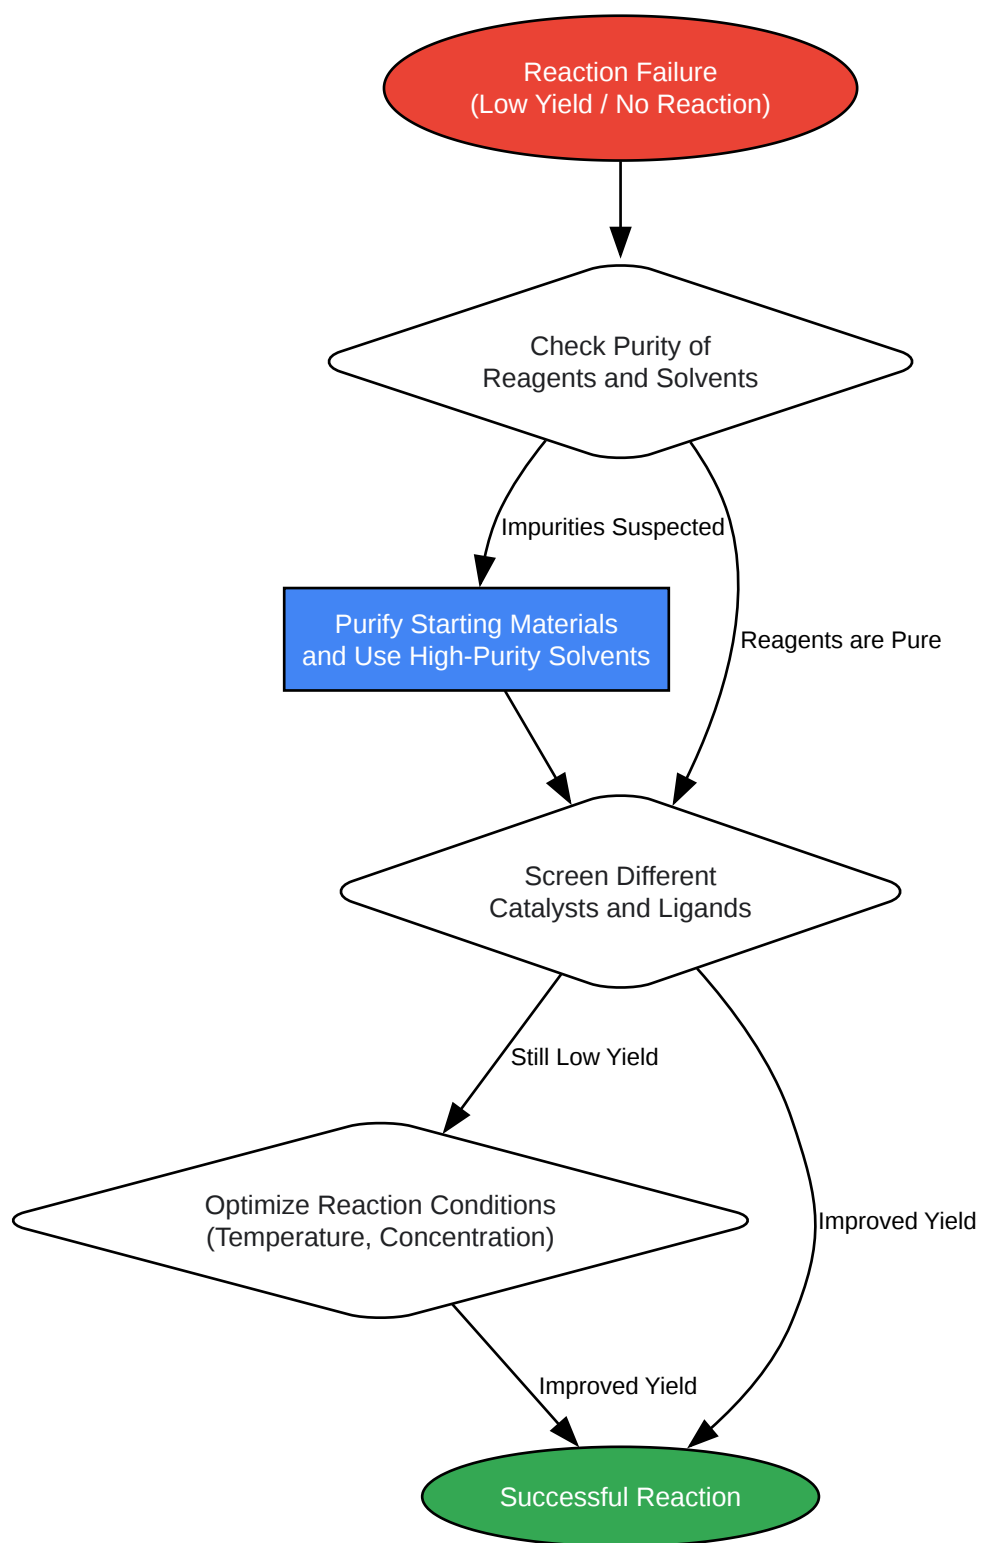 Reaction Failure
(Low Yield / No Reaction)
Check Purity of
Reagents and Solvents
Impurities Suspected
Purify Starting Materials
and Use High-Purity Solvents
Reagents are Pure
Screen Different
Catalysts and Ligands
Still Low Yield
Optimize Reaction Conditions
(Temperature, Concentration)
Improved Yield
Improved Yield
Successful Reaction